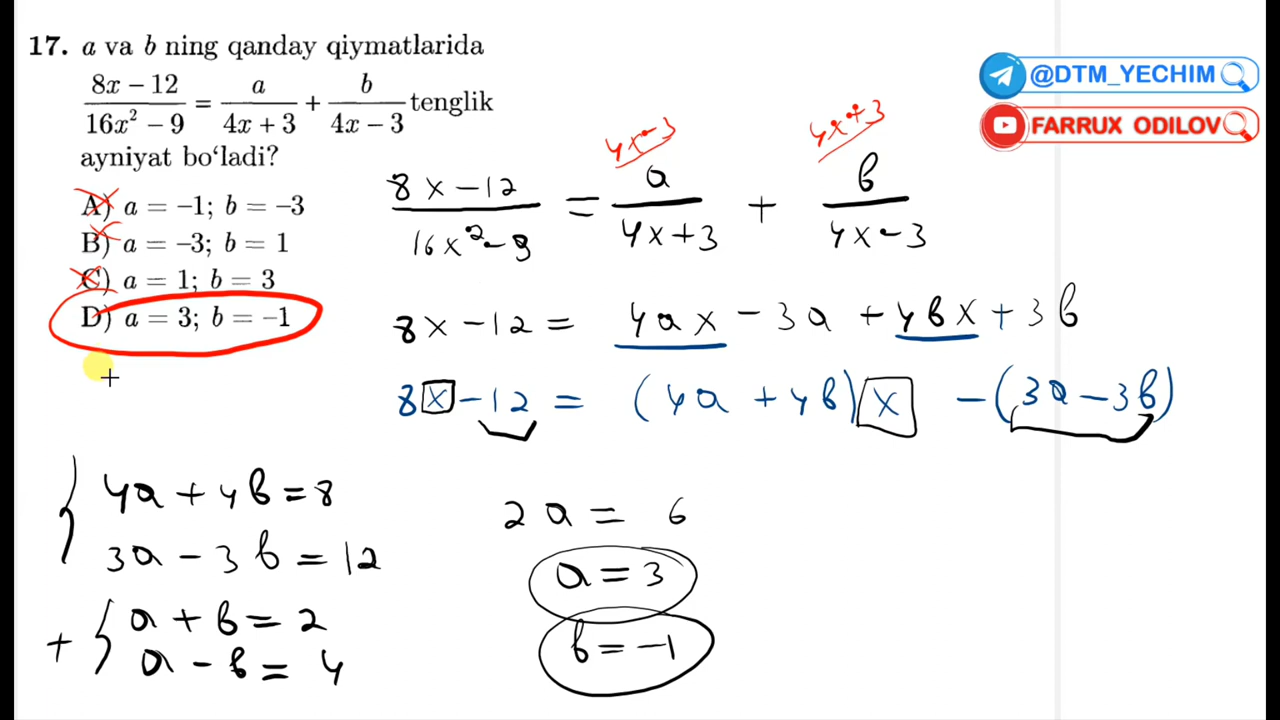 17. a va b ning qanday qiymatlarida
(8x − 12)/(16x² − 9) = a/(4x + 3) + b/(4x − 3) tenglik
ayniyat bo‘ladi?
A) a = −1; b = −3
B) a = −3; b = 1
C) a = 1; b = 3
D) a = 3; b = −1
@DTM_YECHIM
FARRUX ODILOV
4x−3
4x+3
(8x−12)/(16x²−9) = a/(4x+3) + b/(4x−3)
8x−12 = 4ax − 3a + 4bx + 3b
8x−12 = (4a + 4b)x − (3a − 3b)
4a + 4b = 8
3a − 3b = 12
+ a + b = 2
a − b = 4
2a = 6
a = 3
b = −1